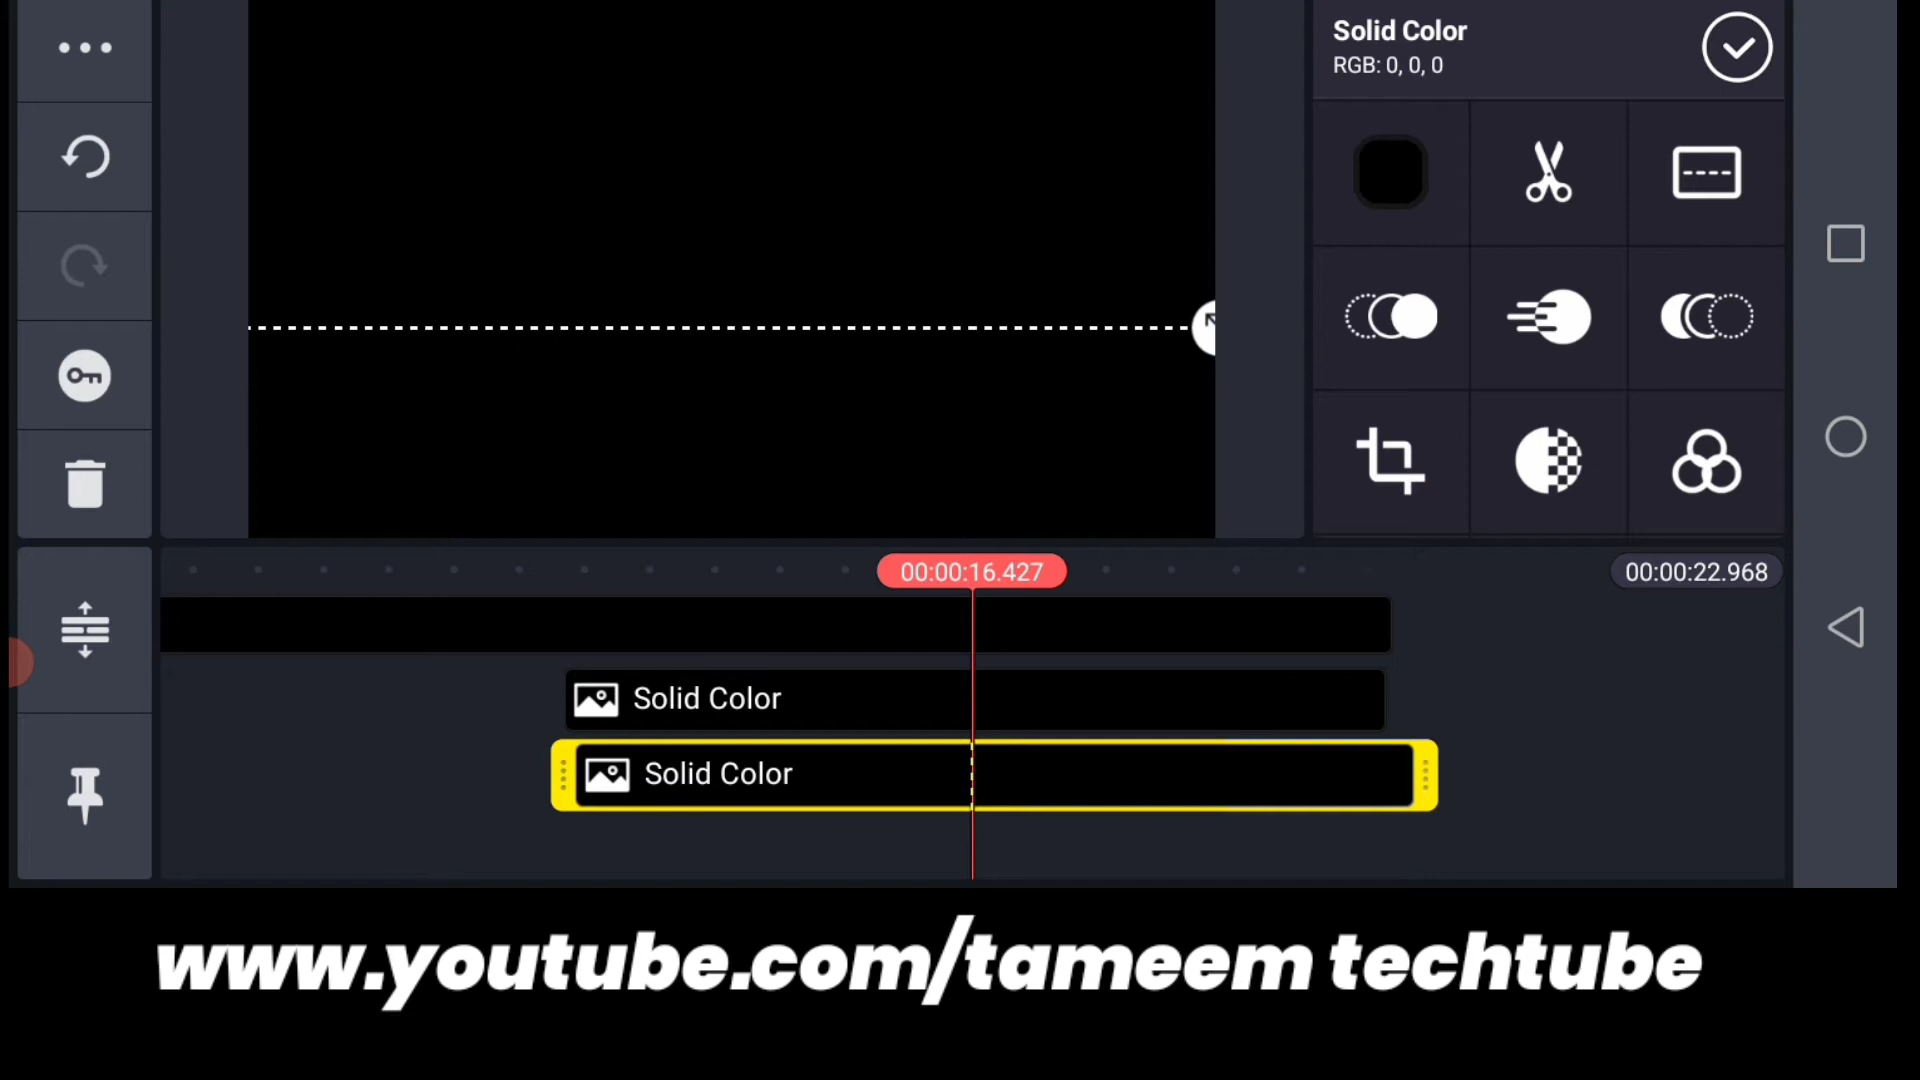 Solid Color
RGB: 0, 0, 0
00:00:16.427
00:00:22.968
Solid Color
Solid Color
www.youtube.com/tameem techtube